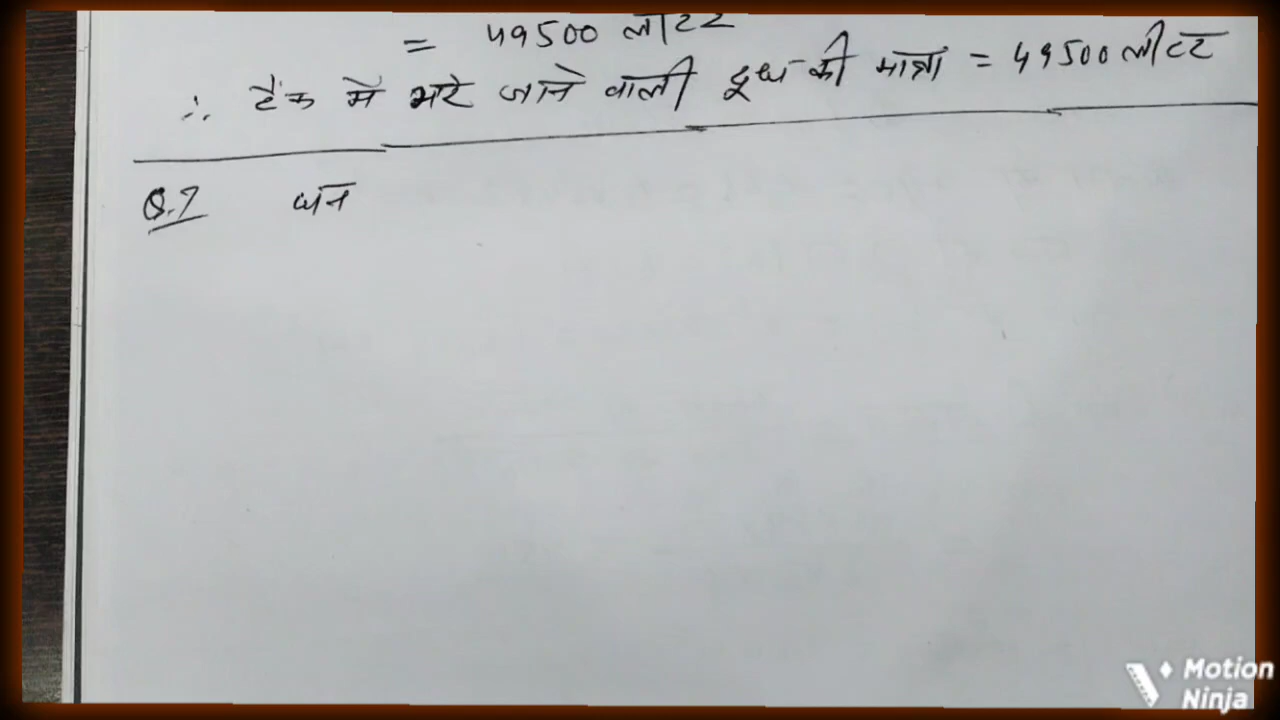 = 49500 लीटर
∴ टैंक में भरे जाने वाली दूध की मात्रा = 49500 लीटर
Q.7 घन
Motion
Ninja